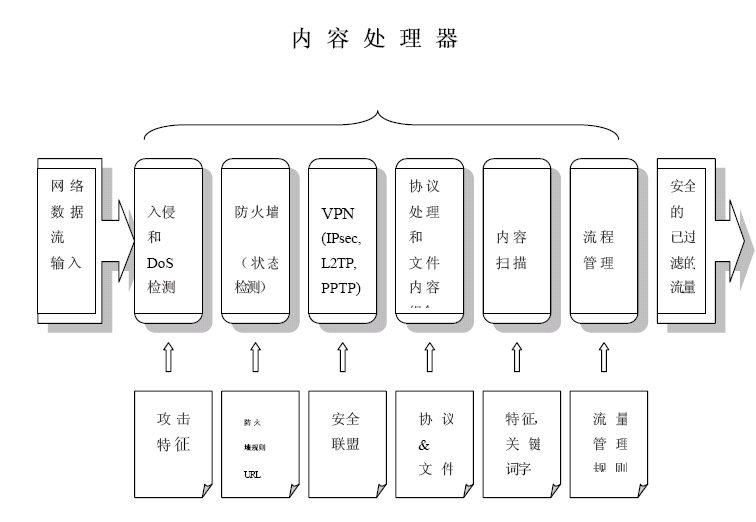 内容处理器
网络
数据
流
输入
入侵
和
DoS
检测
防火墙
（状态
检测）
VPN
(IPsec,
L2TP,
PPTP)
协议
处理
和
文件
内容
内容
扫描
流程
管理
安全
的
已过
滤的
流量
攻击
特征
防火
墙规则
URL
安全
联盟
协议
&
文件
特征,
关键
词字
流量
管理
规则